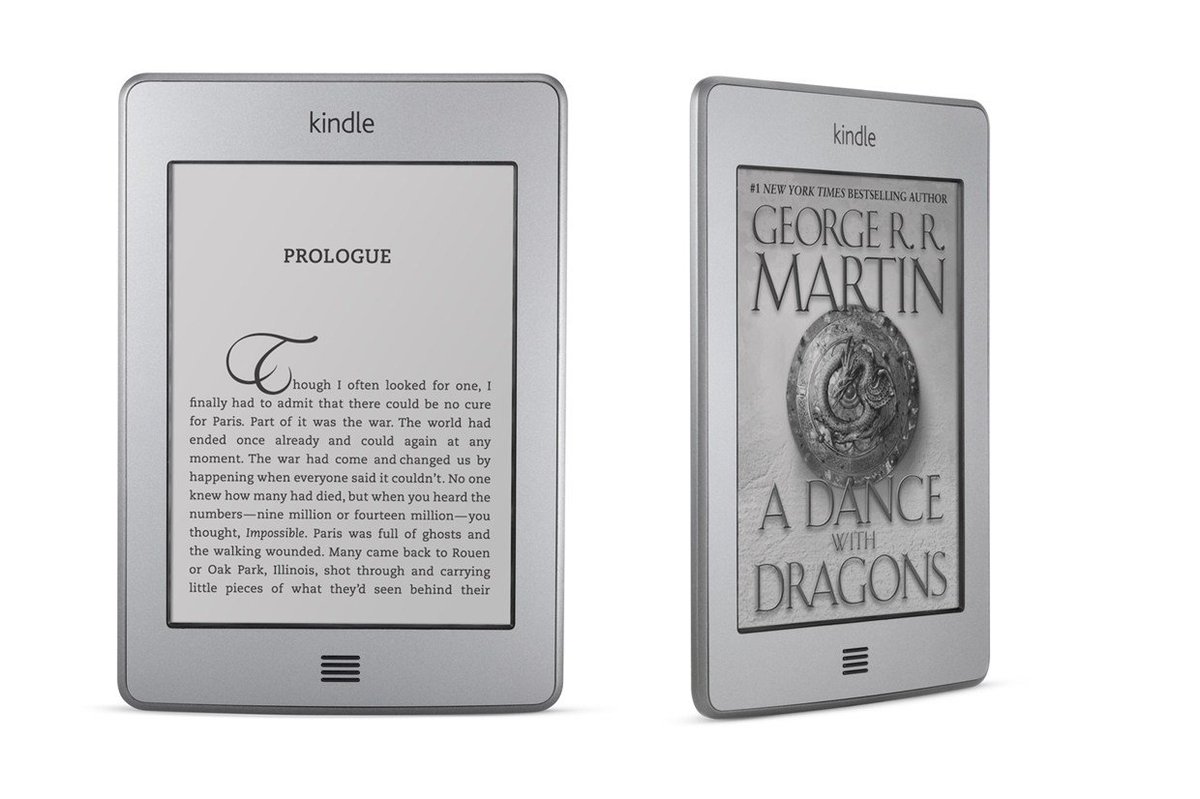 kindle
PROLOGUE
Though I often looked for one, I
finally had to admit that there could be no cure
for Paris. Part of it was the war. The world had
ended once already and could again at any
moment. The war had come and changed us by
happening when everyone said it couldn't. No one
knew how many had died, but when you heard the
numbers—nine million or fourteen million—you
thought, Impossible. Paris was full of ghosts and
the walking wounded. Many came back to Rouen
or Oak Park, Illinois, shot through and carrying
little pieces of what they'd seen behind their
kindle
#1 NEW YORK TIMES BESTSELLING AUTHOR
GEORGE R. R.
MARTIN
A DANCE
WITH
DRAGONS